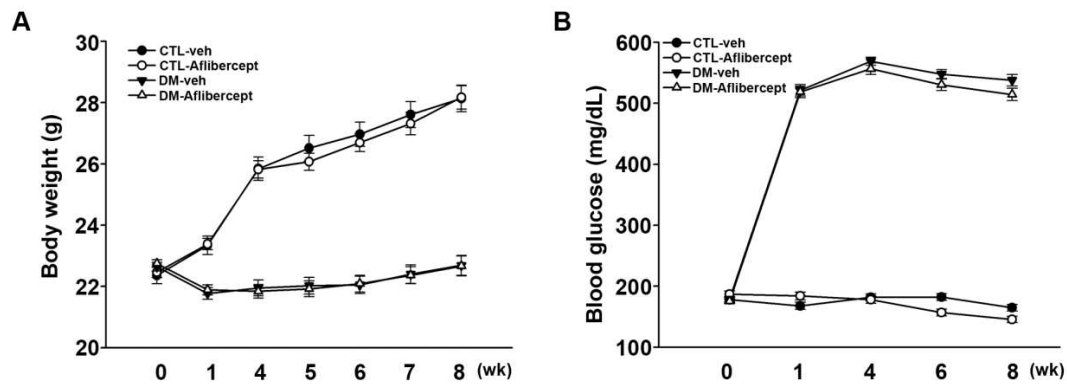 A
Body weight (g)
30
28
26
24
22
20
CTL-veh
CTL-Aflibercept
DM-veh
DM-Aflibercept
0 1 4 5 6 7 8 (wk)
B
Blood glucose (mg/dL)
600
500
400
300
200
100
CTL-veh
CTL-Aflibercept
DM-veh
DM-Aflibercept
0 1 4 6 8 (wk)